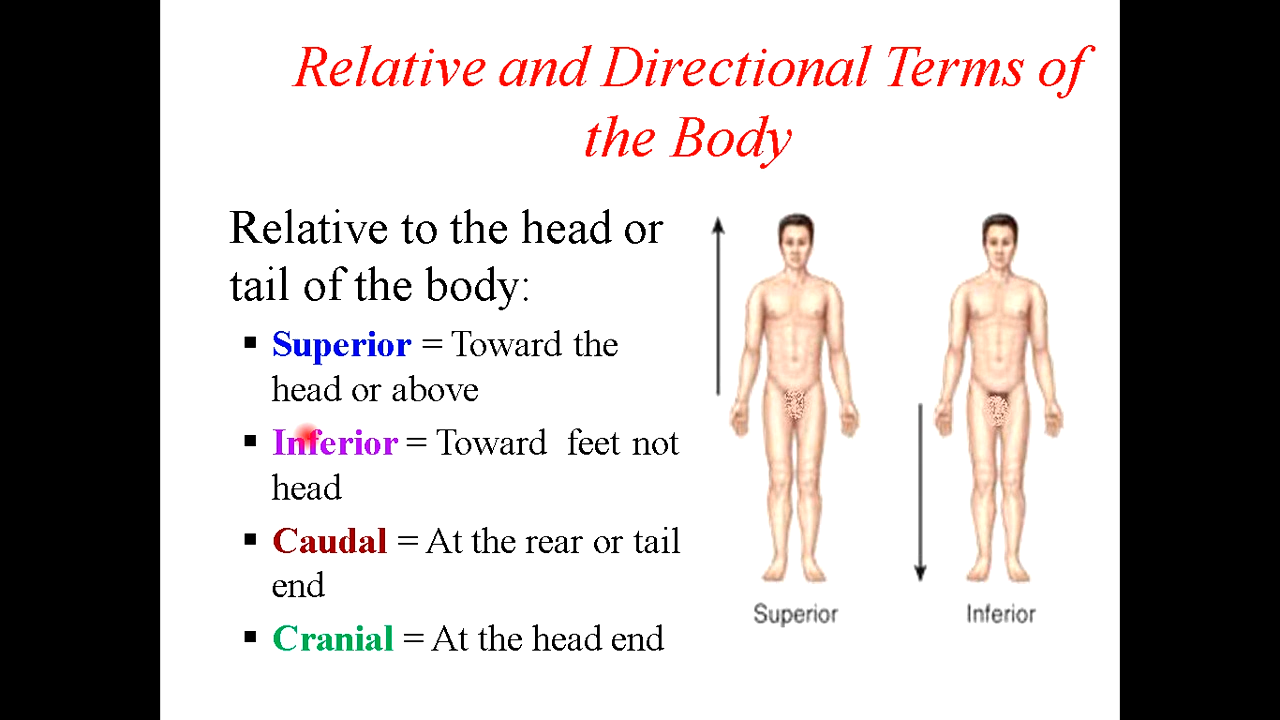 Relative and Directional Terms of
the Body
Relative to the head or
tail of the body:
▪ Superior = Toward the
head or above
▪ Inferior = Toward feet not
head
▪ Caudal = At the rear or tail
end
▪ Cranial = At the head end
Superior
Inferior